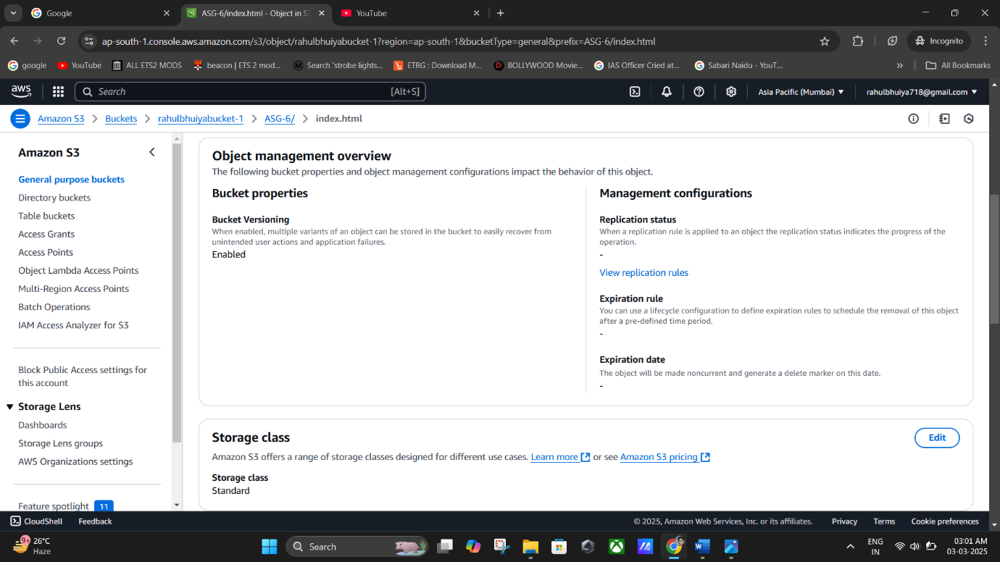 Google
ASG-6/index.html - Object in S3
YouTube
ap-south-1.console.aws.amazon.com/s3/object/rahulbhuiyabucket-1?region=ap-south-1&bucketType=general&prefix=ASG-6/index.html
Incognito
google
YouTube
ALL ETS2 MODS
beacon | ETS 2 mod...
Search 'strobe lights...
ETRG : Download M...
BOLLYWOOD Movie...
IAS Officer Cried at...
Sabari Naidu - YouT...
»
All Bookmarks
aws
Search
[Alt+S]
Asia Pacific (Mumbai)
rahulbhuiya718@gmail.com
Amazon S3 > Buckets > rahulbhuiyabucket-1 > ASG-6/ > index.html
Amazon S3
General purpose buckets
Directory buckets
Table buckets
Access Grants
Access Points
Object Lambda Access Points
Multi-Region Access Points
Batch Operations
IAM Access Analyzer for S3
Block Public Access settings for
this account
Storage Lens
Dashboards
Storage Lens groups
AWS Organizations settings
Feature spotlight 11
Object management overview
The following bucket properties and object management configurations impact the behavior of this object.
Bucket properties
Bucket Versioning
When enabled, multiple variants of an object can be stored in the bucket to easily recover from
unintended user actions and application failures.
Enabled
Management configurations
Replication status
When a replication rule is applied to an object the replication status indicates the progress of the
operation.
-
View replication rules
Expiration rule
You can use a lifecycle configuration to define expiration rules to schedule the removal of this object
after a pre-defined time period.
-
Expiration date
The object will be made noncurrent and generate a delete marker on this date.
-
Storage class
Edit
Amazon S3 offers a range of storage classes designed for different use cases. Learn more or see Amazon S3 pricing
Storage class
Standard
CloudShell
Feedback
© 2025, Amazon Web Services, Inc. or its affiliates.
Privacy
Terms
Cookie preferences
9+
26°C
Haze
Search
ENG
IN
03:01 AM
03-03-2025